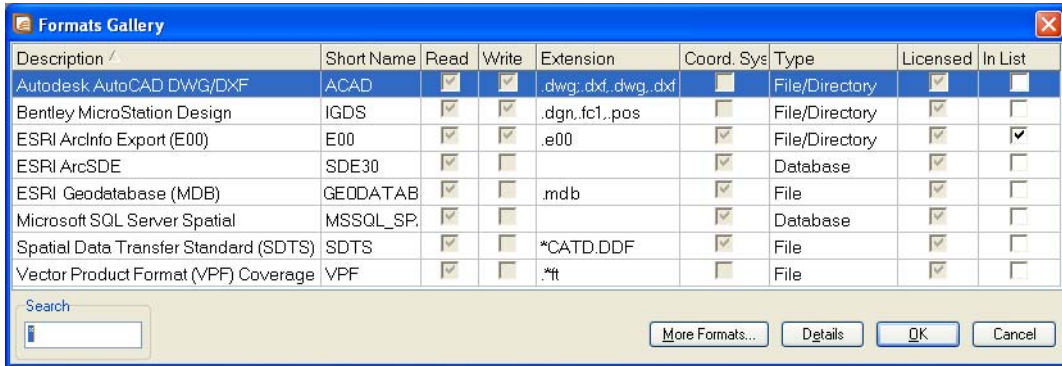 Formats Gallery
Description Short Name Read Write Extension Coord. Sys Type Licensed In List
Autodesk AutoCAD DWG/DXF ACAD .dwg;.dxf,.dwg,.dxf File/Directory
Bentley MicroStation Design IGDS .dgn,.fc1,.pos File/Directory
ESRI ArcInfo Export (E00) E00 .e00 File/Directory
ESRI ArcSDE SDE30 Database
ESRI Geodatabase (MDB) GEODATAB .mdb File
Microsoft SQL Server Spatial MSSQL_SP. Database
Spatial Data Transfer Standard (SDTS) SDTS *CATD.DDF File
Vector Product Format (VPF) Coverage VPF .*ft File
Search
*
More Formats... Details OK Cancel